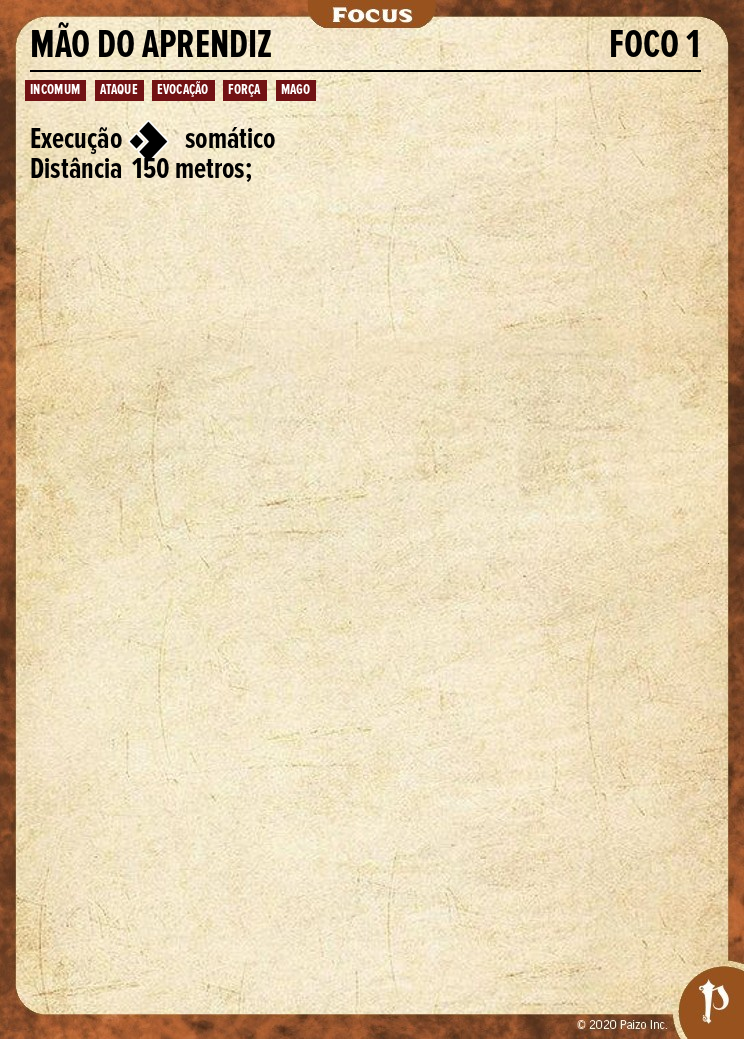 Focus
MÃO DO APRENDIZ FOCO 1
INCOMUM ATAQUE EVOCAÇÃO FORÇA MAGO
Execução somático
Distância 150 metros;
© 2020 Paizo Inc.
P